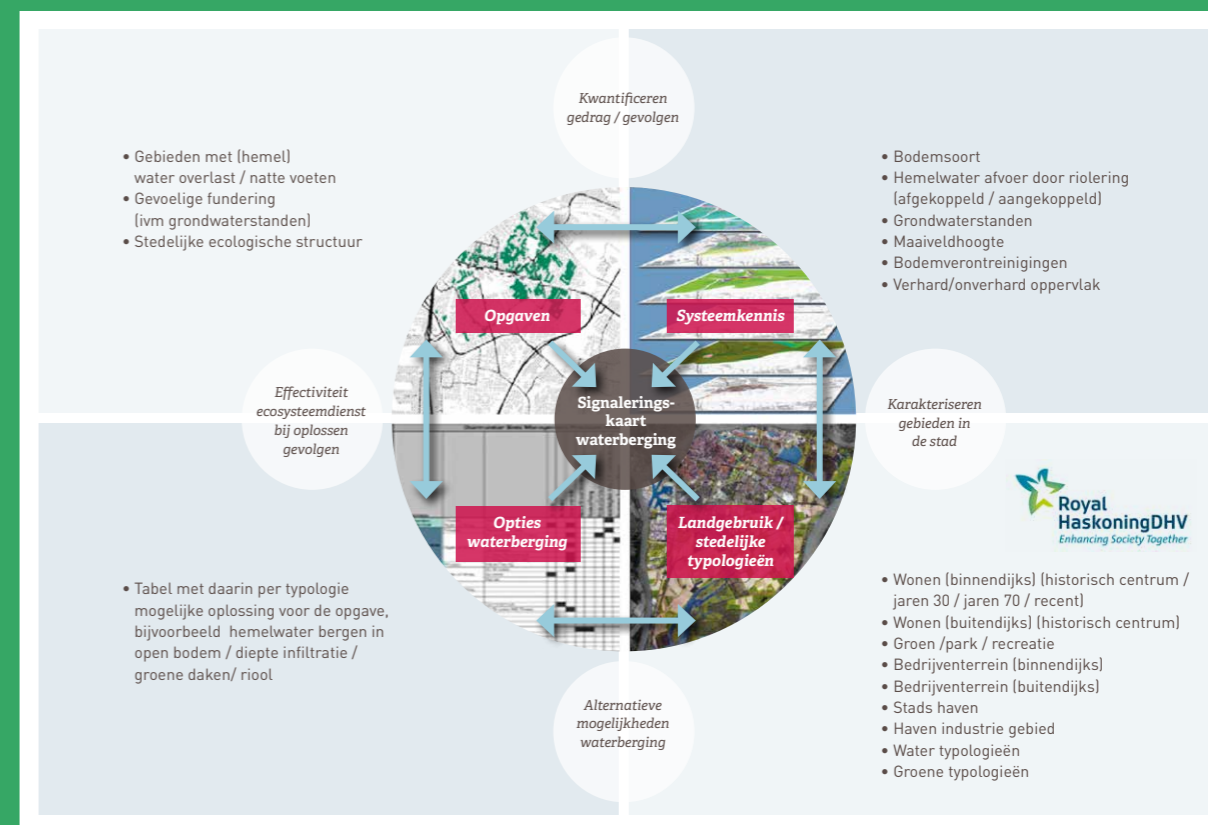 Kwantificeren
gedrag / gevolgen
• Gebieden met (hemel)
water overlast / natte voeten
• Gevoelige fundering
(ivm grondwaterstanden)
• Stedelijke ecologische structuur
• Bodemsoort
• Hemelwater afvoer door riolering
(afgekoppeld / aangekoppeld)
• Grondwaterstanden
• Maaiveldhoogte
• Bodemverontreinigingen
• Verhard/onverhard oppervlak
Opgaven
Systeemkennis
Effectiviteit
ecosysteemdienst
bij oplossen
gevolgen
Signalerings-
kaart
waterberging
Karakteriseren
gebieden in
de stad
Opties
waterberging
Landgebruik /
stedelijke
typologieën
Royal
HaskoningDHV
Enhancing Society Together
• Tabel met daarin per typologie
mogelijke oplossing voor de opgave,
bijvoorbeeld hemelwater bergen in
open bodem / diepte infiltratie /
groene daken/ riool
• Wonen (binnendijks) (historisch centrum /
jaren 30 / jaren 70 / recent)
• Wonen (buitendijks) (historisch centrum)
• Groen /park / recreatie
• Bedrijventerrein (binnendijks)
• Bedrijventerrein (buitendijks)
• Stads haven
• Haven industrie gebied
• Water typologieën
• Groene typologieën
Alternatieve
mogelijkheden
waterberging